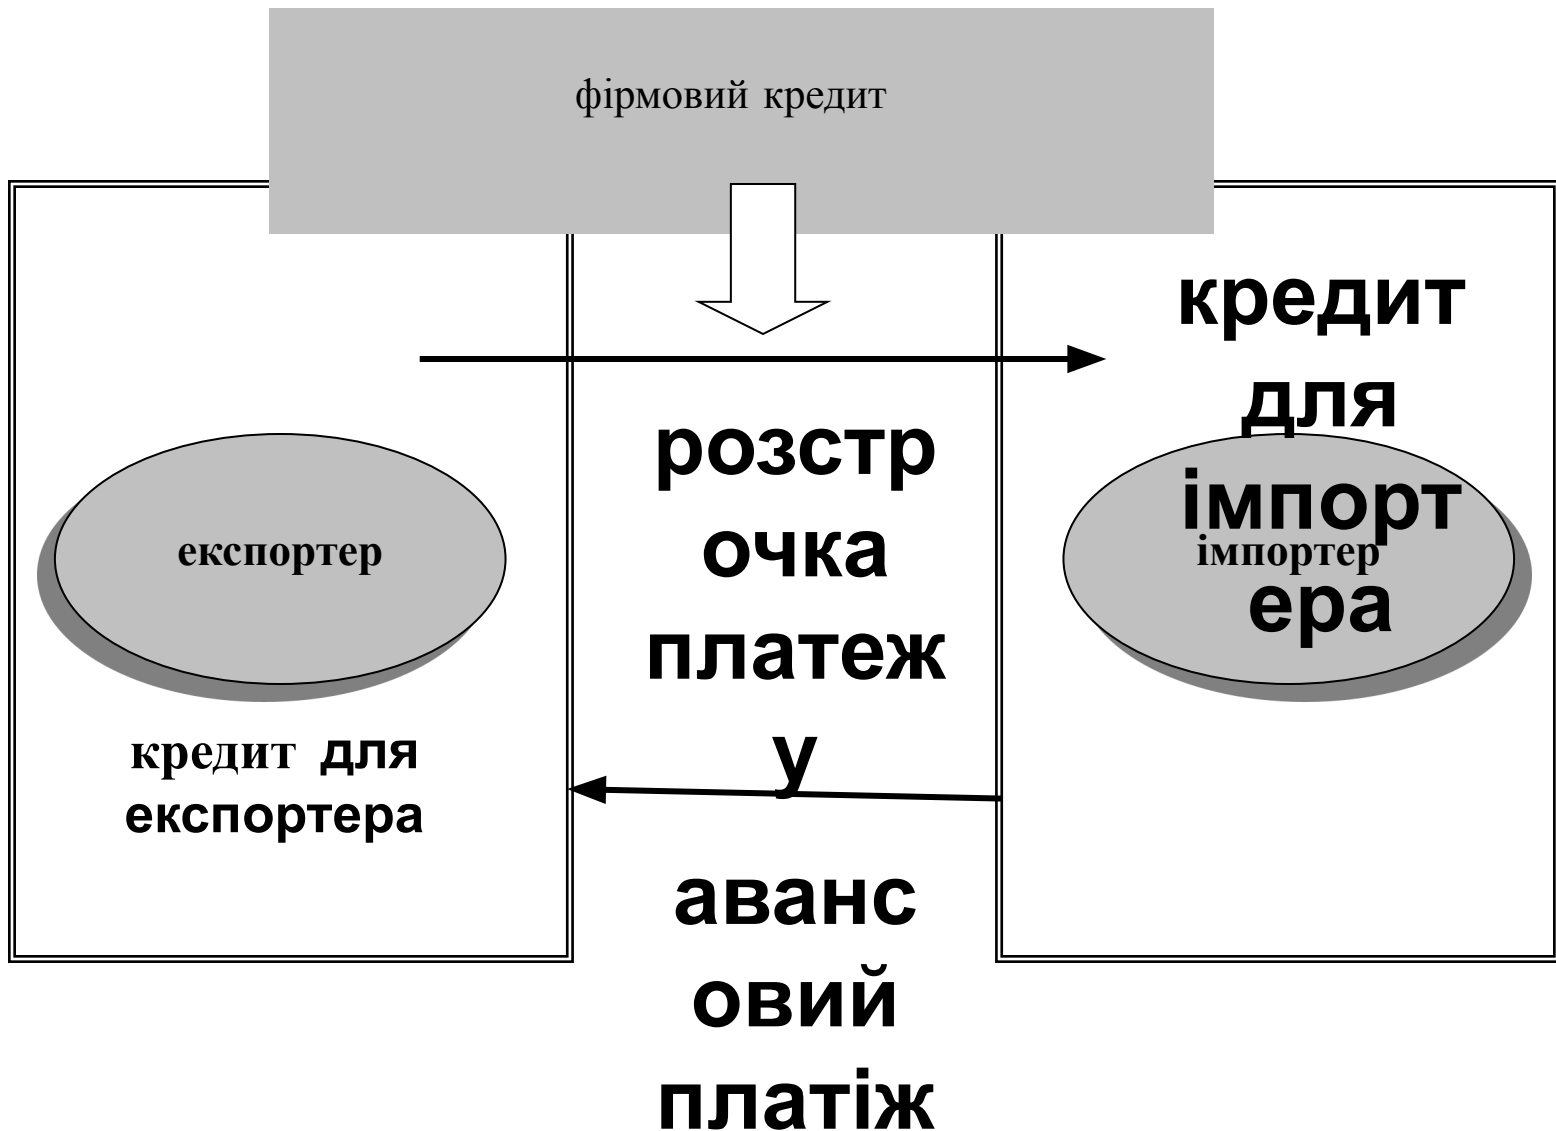 фірмовий кредит
кредит
для
імпорт
ера
розстр
очка
платеж
у
експортер
імпортер
кредит для
експортера
аванс
овий
платіж